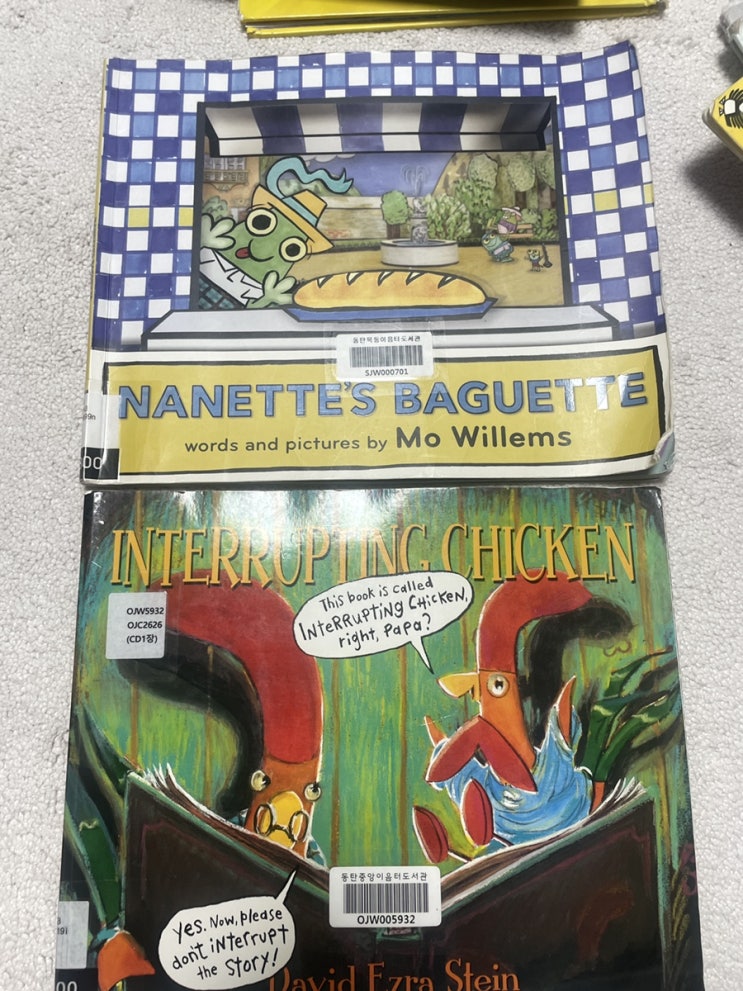 동탄목동이음터도서관
SJW000701
NANETTE'S BAGUETTE
words and pictures by Mo Willems
00
INTERRUPTING CHICKEN
OJW5932
OJC2626
(CD1장)
This book is called
INTERRUPTING CHICKEN,
right, Papa?
동탄중앙이음터도서관
OJW005932
Yes. Now, please
don't interrupt
the story!
David Ezra Stein
00